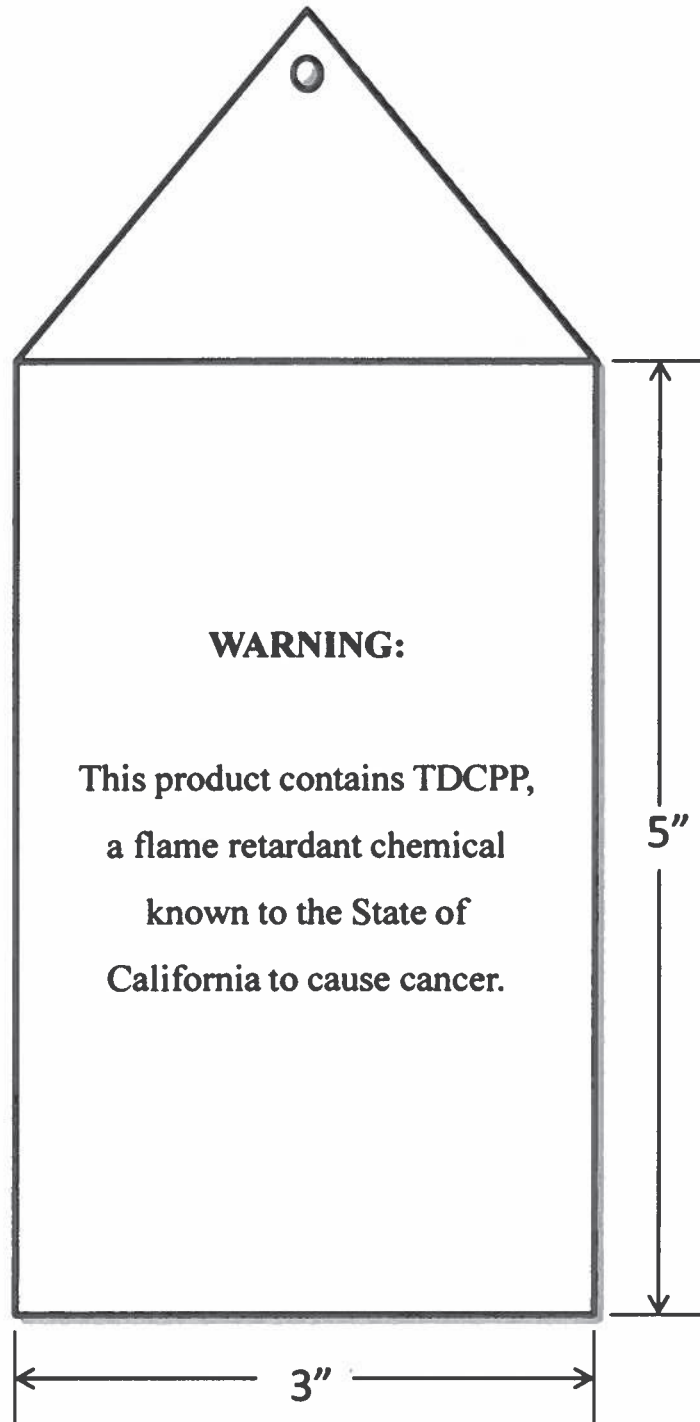 WARNING:
This product contains TDCPP,
a flame retardant chemical
known to the State of
California to cause cancer.
5”
3”